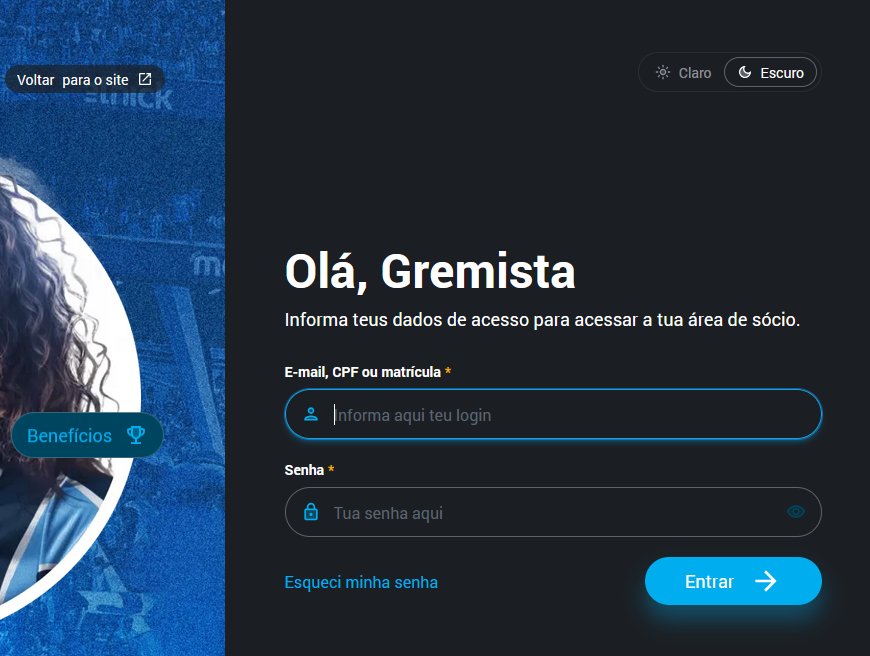 Voltar para o site
Claro
Escuro
Olá, Gremista
Informa teus dados de acesso para acessar a tua área de sócio.
E-mail, CPF ou matrícula *
Informa aqui teu login
Benefícios
Senha *
Tua senha aqui
Esqueci minha senha
Entrar